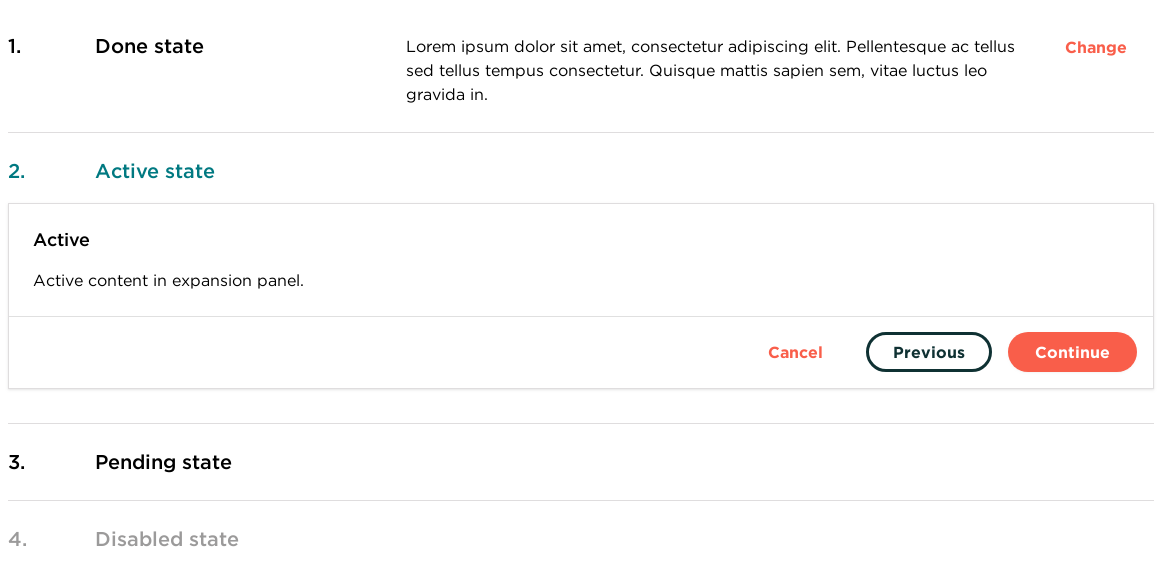 1. Done state Lorem ipsum dolor sit amet, consectetur adipiscing elit. Pellentesque ac tellus Change
sed tellus tempus consectetur. Quisque mattis sapien sem, vitae luctus leo
gravida in.
2. Active state
Active
Active content in expansion panel.
Cancel Previous Continue
3. Pending state
4. Disabled state